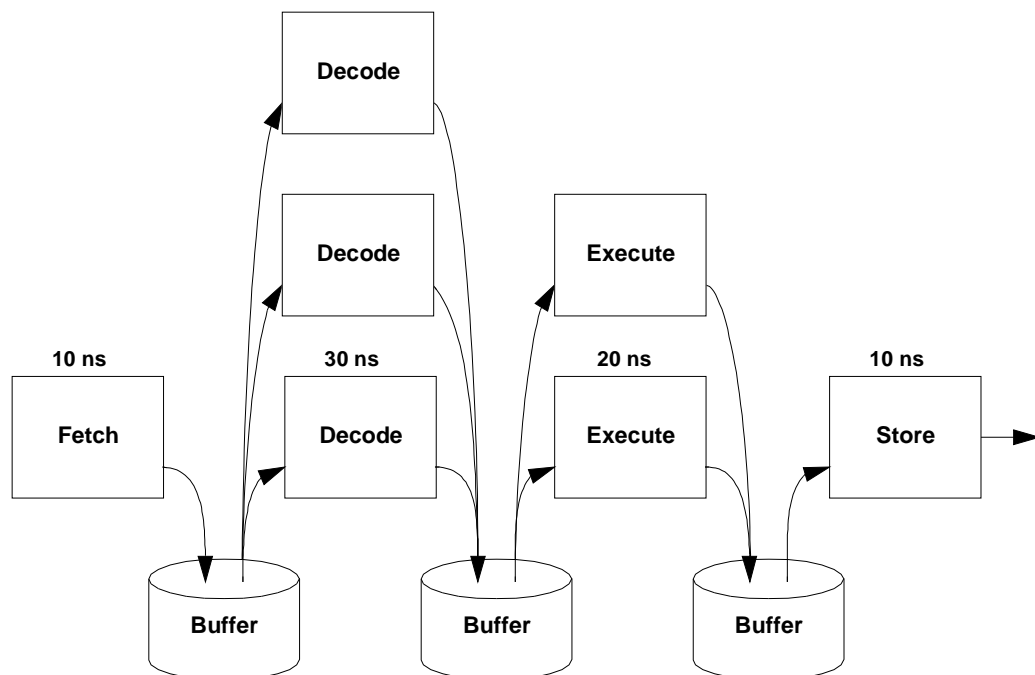 Decode
Decode
Execute
10 ns
30 ns
20 ns
10 ns
Fetch
Decode
Execute
Store
Buffer
Buffer
Buffer